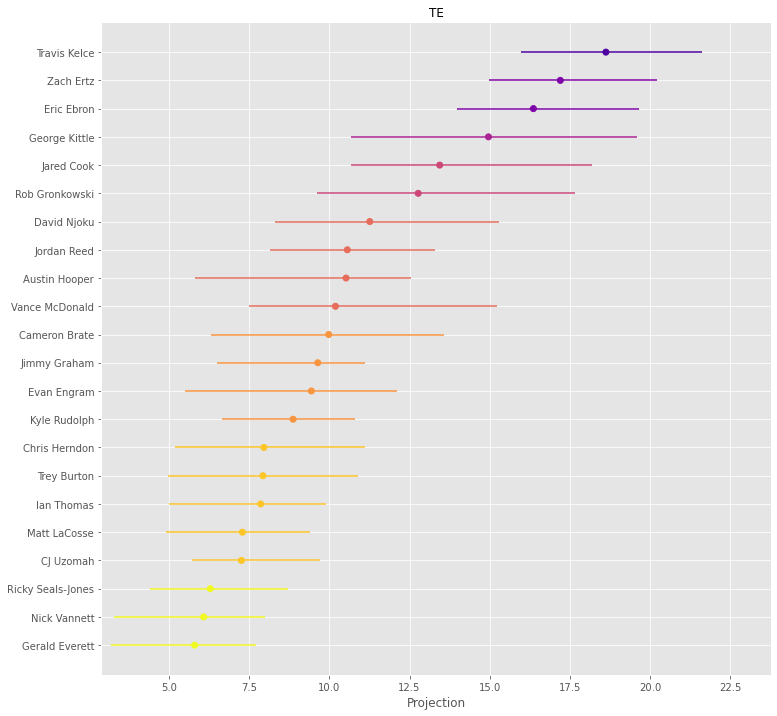 TE
Travis Kelce
Zach Ertz
Eric Ebron
George Kittle
Jared Cook
Rob Gronkowski
David Njoku
Jordan Reed
Austin Hooper
Vance McDonald
Cameron Brate
Jimmy Graham
Evan Engram
Kyle Rudolph
Chris Herndon
Trey Burton
Ian Thomas
Matt LaCosse
CJ Uzomah
Ricky Seals-Jones
Nick Vannett
Gerald Everett
5.0 7.5 10.0 12.5 15.0 17.5 20.0 22.5
Projection